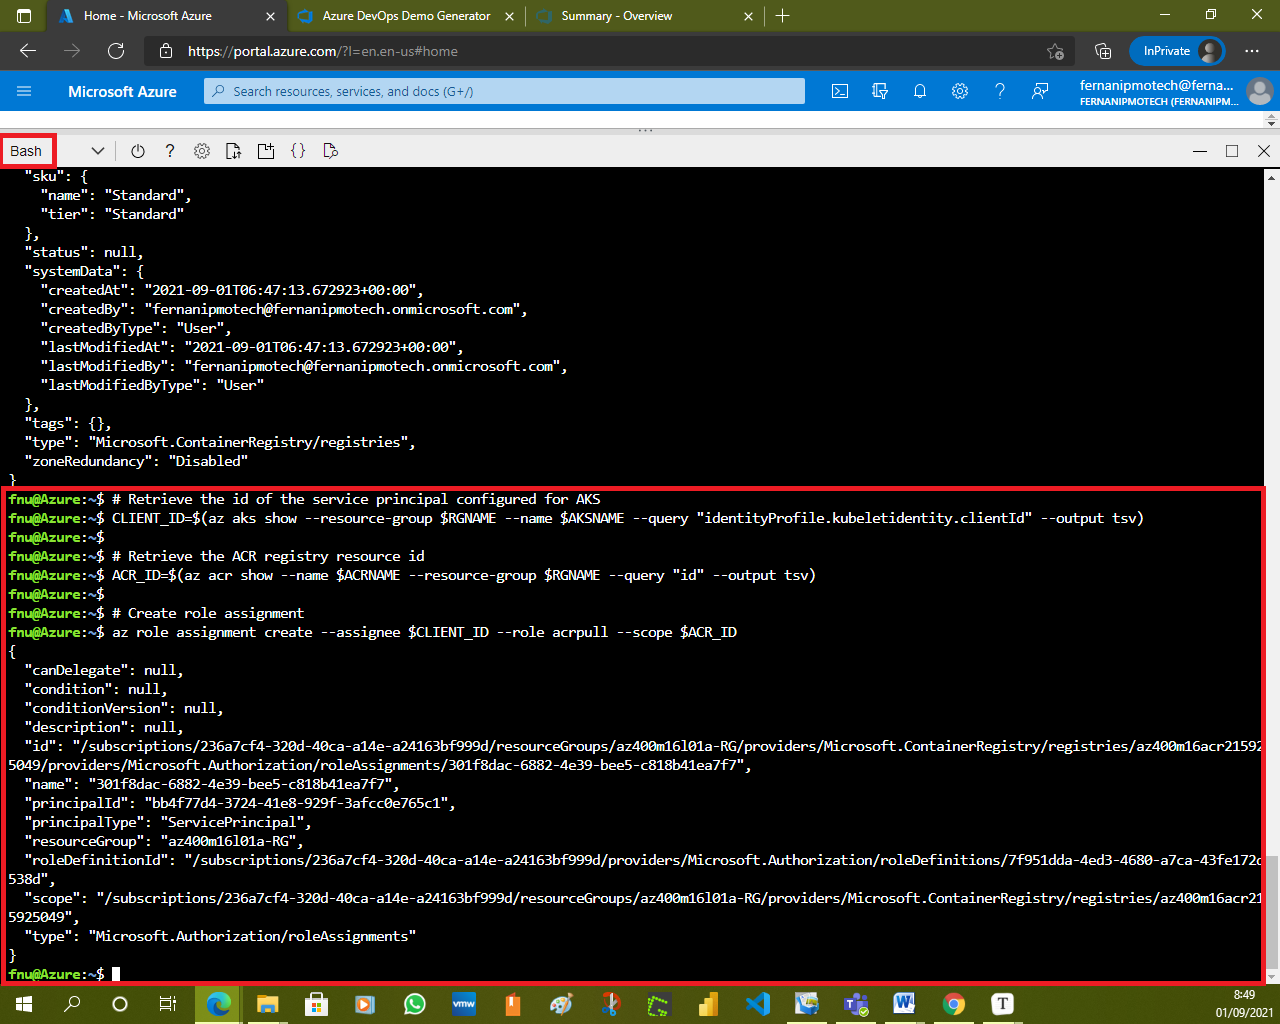 Home - Microsoft Azure
Azure DevOps Demo Generator
Summary - Overview
https://portal.azure.com/?l=en.en-us#home
InPrivate
Microsoft Azure
Search resources, services, and docs (G+/)
fernanipmotech@ferna...
FERNANIPMOTECH (FERNANIPM...
Bash
"sku": {
"name": "Standard",
"tier": "Standard"
},
"status": null,
"systemData": {
"createdAt": "2021-09-01T06:47:13.672923+00:00",
"createdBy": "fernanipmotech@fernanipmotech.onmicrosoft.com",
"createdByType": "User",
"lastModifiedAt": "2021-09-01T06:47:13.672923+00:00",
"lastModifiedBy": "fernanipmotech@fernanipmotech.onmicrosoft.com",
"lastModifiedByType": "User"
},
"tags": {},
"type": "Microsoft.ContainerRegistry/registries",
"zoneRedundancy": "Disabled"
}
fnu@Azure:~$ # Retrieve the id of the service principal configured for AKS
fnu@Azure:~$ CLIENT_ID=$(az aks show --resource-group $RGNAME --name $AKSNAME --query "identityProfile.kubeletidentity.clientId" --output tsv)
fnu@Azure:~$
fnu@Azure:~$ # Retrieve the ACR registry resource id
fnu@Azure:~$ ACR_ID=$(az acr show --name $ACRNAME --resource-group $RGNAME --query "id" --output tsv)
fnu@Azure:~$
fnu@Azure:~$ # Create role assignment
fnu@Azure:~$ az role assignment create --assignee $CLIENT_ID --role acrpull --scope $ACR_ID
{
"canDelegate": null,
"condition": null,
"conditionVersion": null,
"description": null,
"id": "/subscriptions/236a7cf4-320d-40ca-a14e-a24163bf999d/resourceGroups/az400m16l01a-RG/providers/Microsoft.ContainerRegistry/registries/az400m16acr21592
5049/providers/Microsoft.Authorization/roleAssignments/301f8dac-6882-4e39-bee5-c818b41ea7f7",
"name": "301f8dac-6882-4e39-bee5-c818b41ea7f7",
"principalId": "bb4f77d4-3724-41e8-929f-3afcc0e765c1",
"principalType": "ServicePrincipal",
"resourceGroup": "az400m16l01a-RG",
"roleDefinitionId": "/subscriptions/236a7cf4-320d-40ca-a14e-a24163bf999d/providers/Microsoft.Authorization/roleDefinitions/7f951dda-4ed3-4680-a7ca-43fe172d
538d",
"scope": "/subscriptions/236a7cf4-320d-40ca-a14e-a24163bf999d/resourceGroups/az400m16l01a-RG/providers/Microsoft.ContainerRegistry/registries/az400m16acr21
5925049",
"type": "Microsoft.Authorization/roleAssignments"
}
fnu@Azure:~$
vmw
8:49
01/09/2021